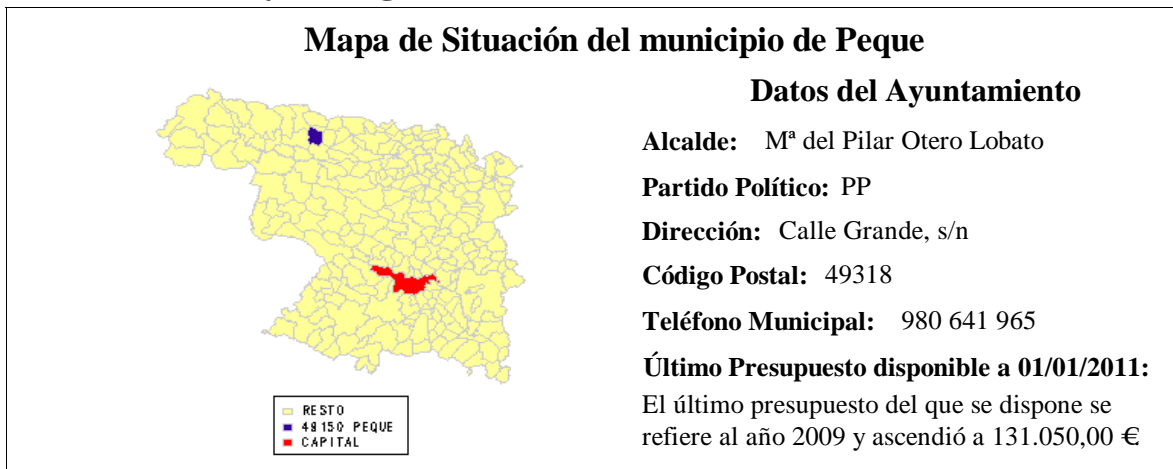 Mapa de Situación del municipio de Peque
Datos del Ayuntamiento
Alcalde: Mª del Pilar Otero Lobato
Partido Político: PP
Dirección: Calle Grande, s/n
Código Postal: 49318
Teléfono Municipal: 980 641 965
Último Presupuesto disponible a 01/01/2011:
El último presupuesto del que se dispone se
refiere al año 2009 y ascendió a 131.050,00 €
RESTO
49150 PEQUE
CAPITAL